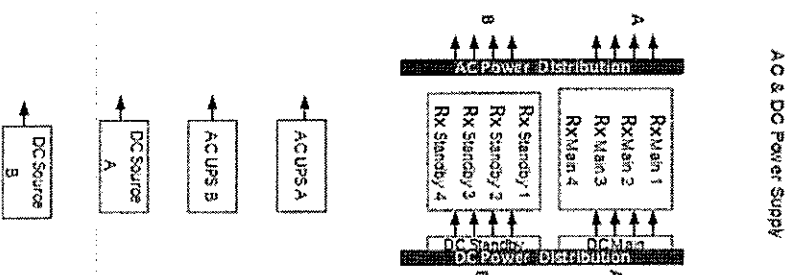 AC & DC Power Supply
A
B
AC Power Distribution
Rx Main 1
Rx Main 2
Rx Main 3
Rx Main 4
Rx Standby 1
Rx Standby 2
Rx Standby 3
Rx Standby 4
DC Main
DC Standby
DC Power Distribution
A
B
AC UPS A
AC UPS B
DC Source
A
DC Source
B